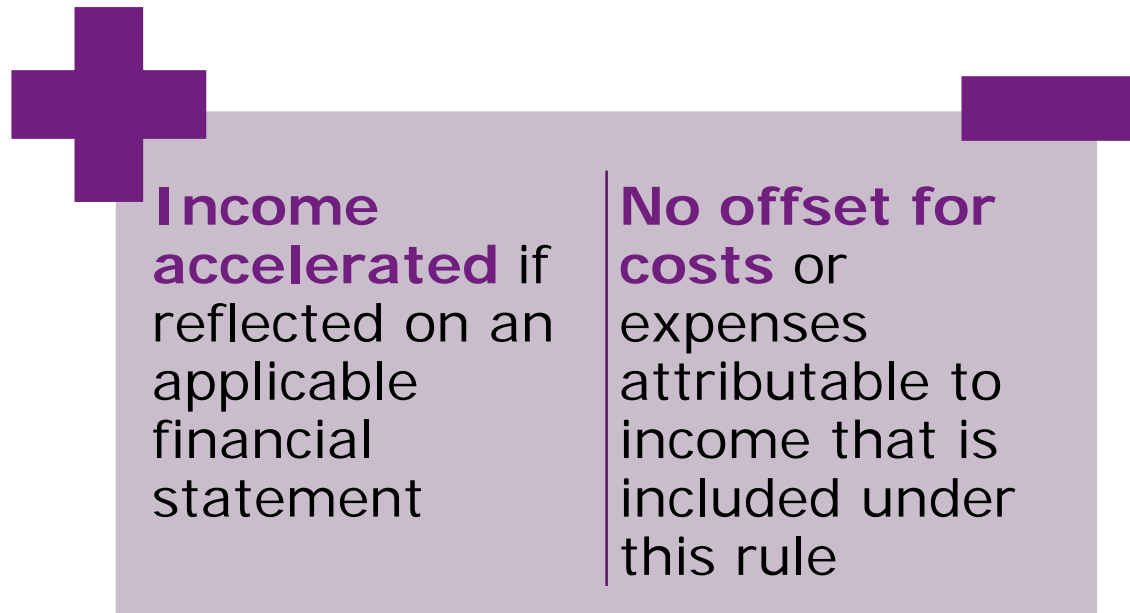 Income
accelerated if
reflected on an
applicable
financial
statement
No offset for
costs or
expenses
attributable to
income that is
included under
this rule